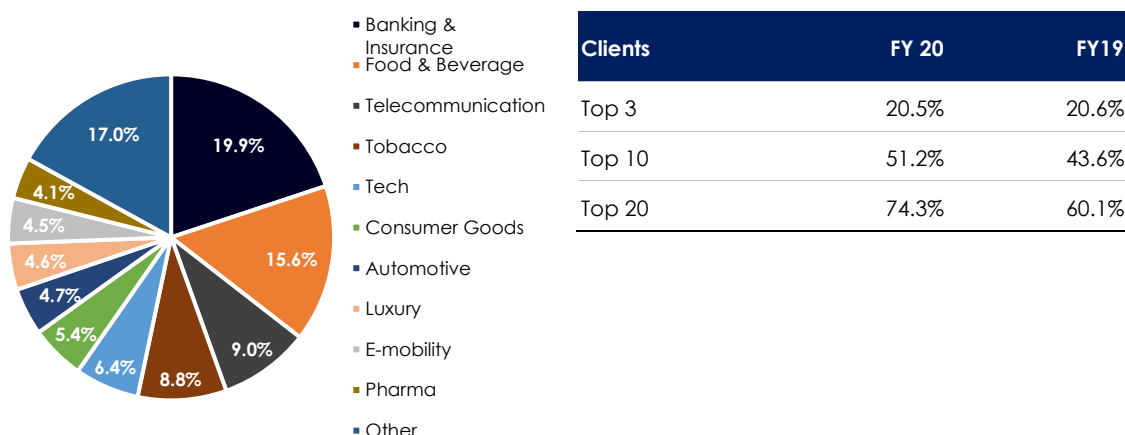 Banking &
Insurance
Food & Beverage
Telecommunication
Tobacco
Tech
Consumer Goods
Automotive
Luxury
E-mobility
Pharma
Other
19.9%
15.6%
9.0%
8.8%
6.4%
5.4%
4.7%
4.6%
4.5%
4.1%
17.0%
Clients FY 20 FY19
Top 3 20.5% 20.6%
Top 10 51.2% 43.6%
Top 20 74.3% 60.1%